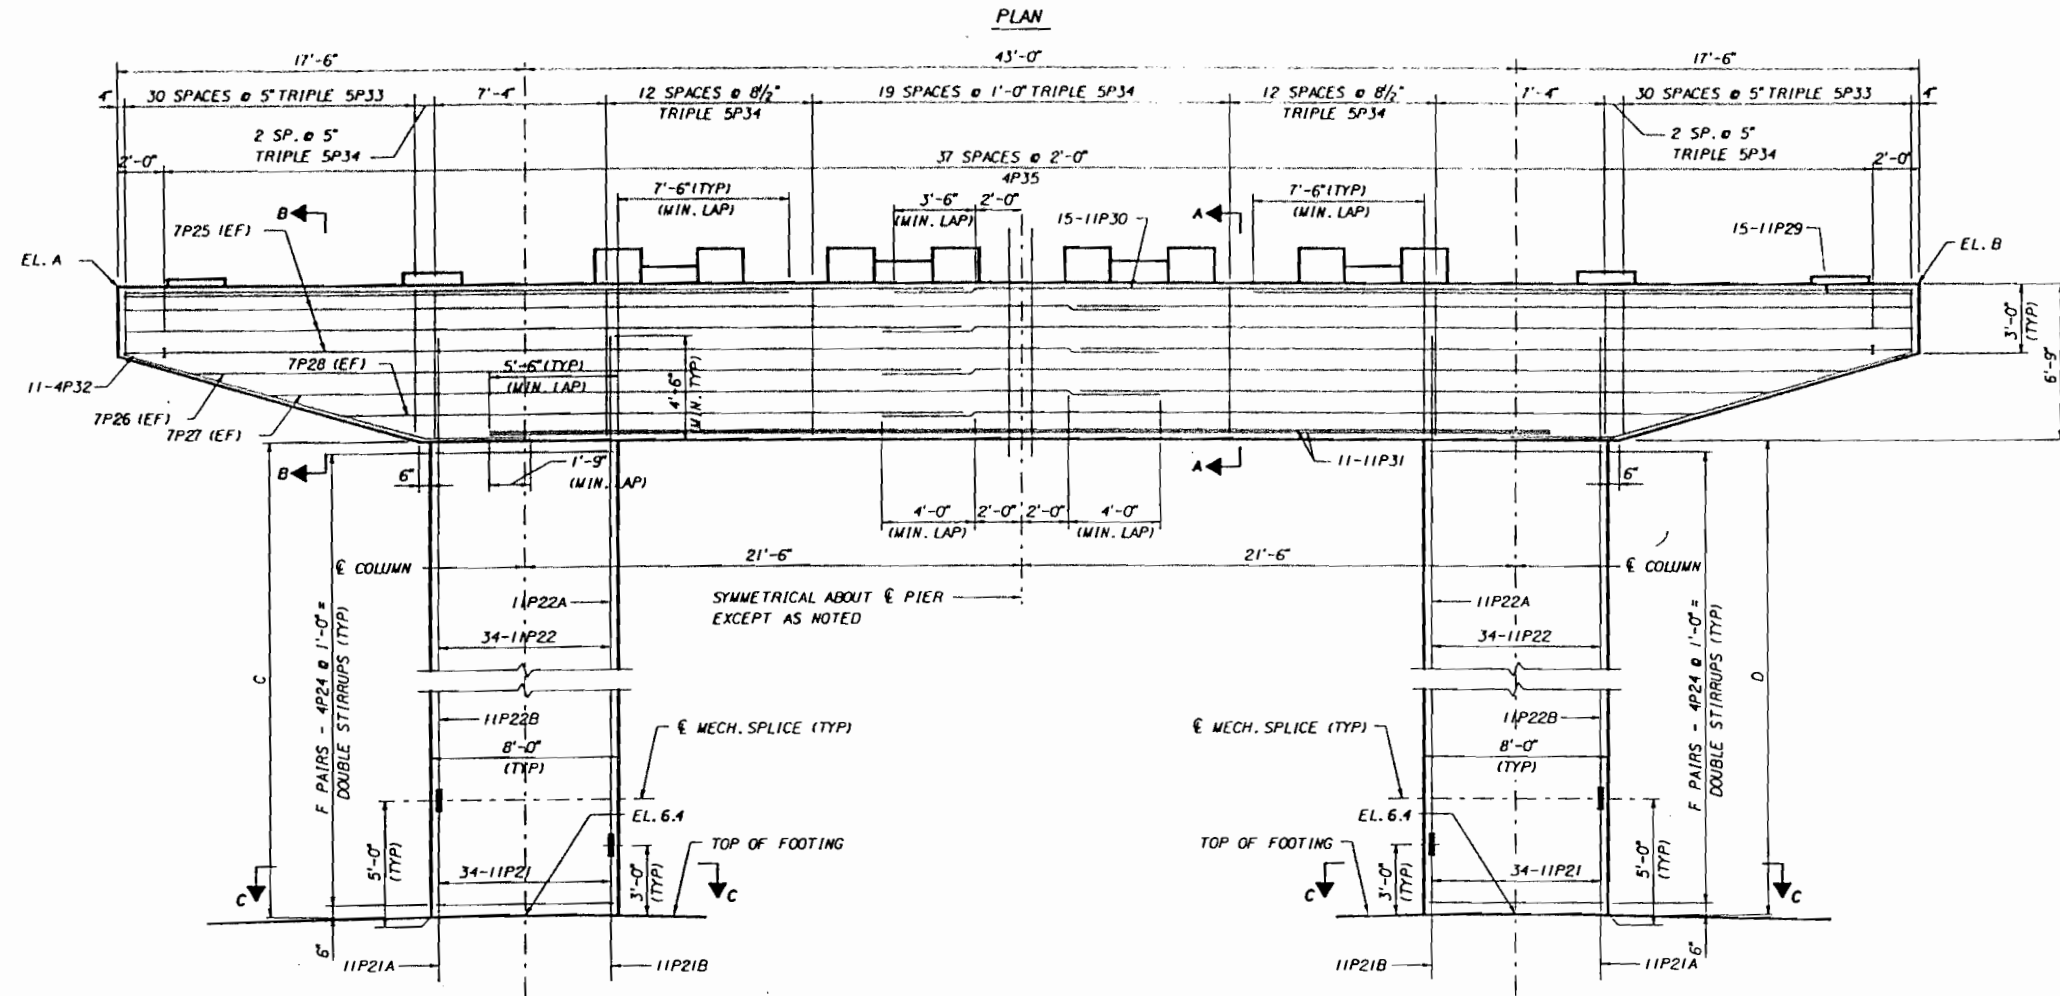 PLAN
17'-6"
43'-0"
17'-6"
4"
30 SPACES @ 5" TRIPLE 5P33
7'-4"
12 SPACES @ 8 1/2"
TRIPLE 5P34
19 SPACES @ 1'-0" TRIPLE 5P34
12 SPACES @ 8 1/2"
TRIPLE 5P34
7'-4"
30 SPACES @ 5" TRIPLE 5P33
4"
2 SP. @ 5"
TRIPLE 5P34
2 SP. @ 5"
TRIPLE 5P34
2'-0"
37 SPACES @ 2'-0"
4P35
2'-0"
7'-6" (TYP)
(MIN. LAP)
3'-6"
(MIN. LAP)
2'-0"
7'-6" (TYP)
(MIN. LAP)
B
7P25 (EF)
15-11P30
A
15-11P29
EL. A
EL. B
3'-0"
(TYP)
6'-9"
7P28 (EF)
5'-6" (TYP)
(MIN. LAP)
4'-6"
(MIN. TYP)
11-4P32
7P26 (EF)
7P27 (EF)
B
6"
1'-9"
(MIN. LAP)
A
11-11P31
6"
4'-0"
(MIN. LAP)
2'-0"
2'-0"
4'-0"
(MIN. LAP)
℄ COLUMN
21'-6"
21'-6"
℄ COLUMN
11P22A
SYMMETRICAL ABOUT ℄ PIER
EXCEPT AS NOTED
11P22A
34-11P22
34-11P22
C
F PAIRS - 4P24 @ 1'-0" =
DOUBLE STIRRUPS (TYP)
F PAIRS - 4P24 @ 1'-0" =
DOUBLE STIRRUPS (TYP)
D
11P22B
℄ MECH. SPLICE (TYP)
℄ MECH. SPLICE (TYP)
11P22B
8'-0"
(TYP)
8'-0"
(TYP)
EL. 6.4
EL. 6.4
TOP OF FOOTING
TOP OF FOOTING
5'-0"
(TYP)
34-11P21
3'-0"
(TYP)
3'-0"
(TYP)
34-11P21
5'-0"
(TYP)
C
C
C
C
6"
11P21A
11P21B
11P21B
11P21A
6"